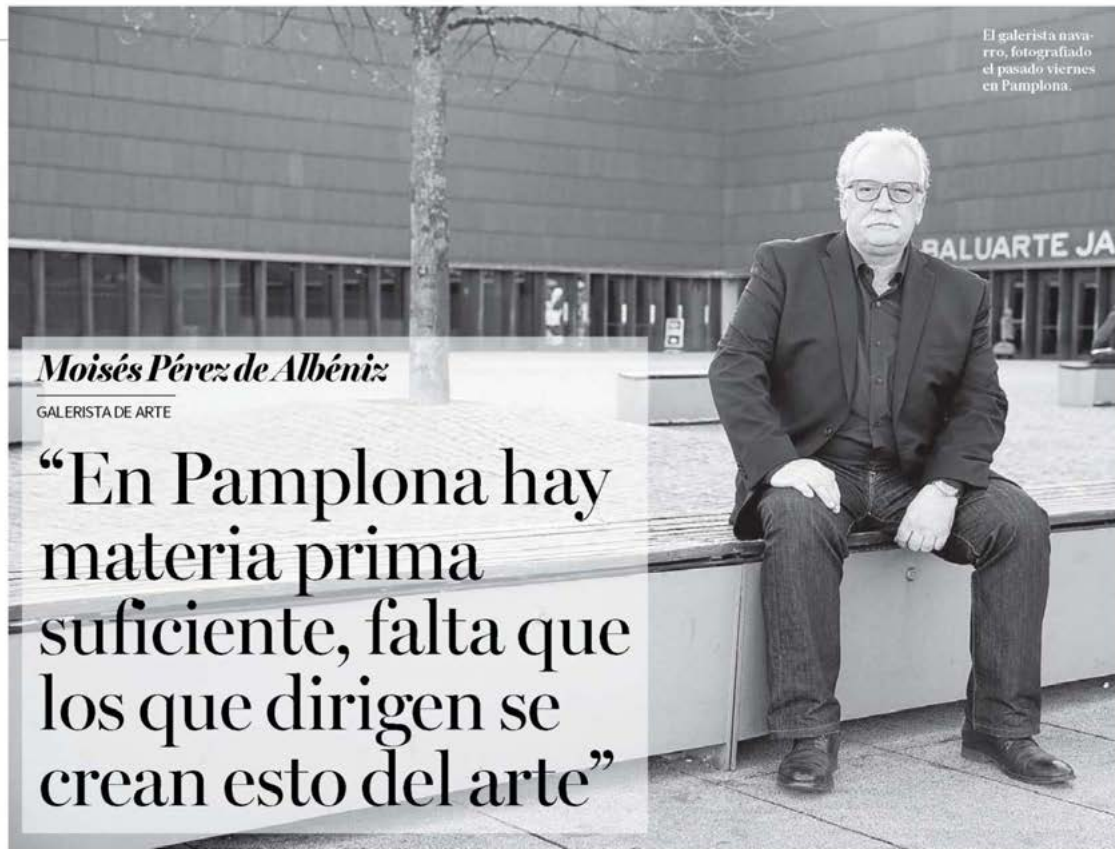 El galerista nava-
rro, fotografiado
el pasado viernes
en Pamplona.
BALUARTE JA
Moisés Pérez de Albéniz
GALERISTA DE ARTE
“En Pamplona hay
materia prima
suficiente, falta que
los que dirigen se
crean esto del arte”